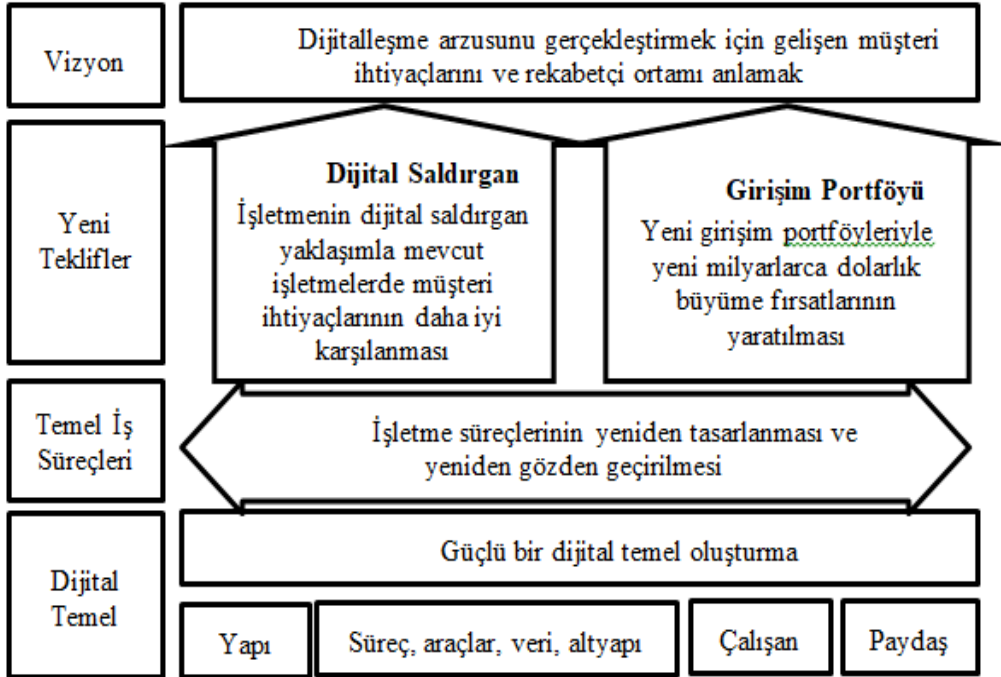 Vizyon
Dijitalleşme arzusunu gerçekleştirmek için gelişen müşteri
ihtiyaçlarını ve rekabetçi ortamı anlamak
Yeni
Teklifler
Dijital Saldırgan
İşletmenin dijital saldırgan
yaklaşımla mevcut
işletmelerde müşteri
ihtiyaçlarının daha iyi
karşılanması
Girişim Portföyü
Yeni girişim portföyleriyle
yeni milyarlarca dolarlık
büyüme fırsatlarının
yaratılması
Temel İş
Süreçleri
İşletme süreçlerinin yeniden tasarlanması ve
yeniden gözden geçirilmesi
Dijital
Temel
Güçlü bir dijital temel oluşturma
Yapı
Süreç, araçlar, veri, altyapı
Çalışan
Paydaş